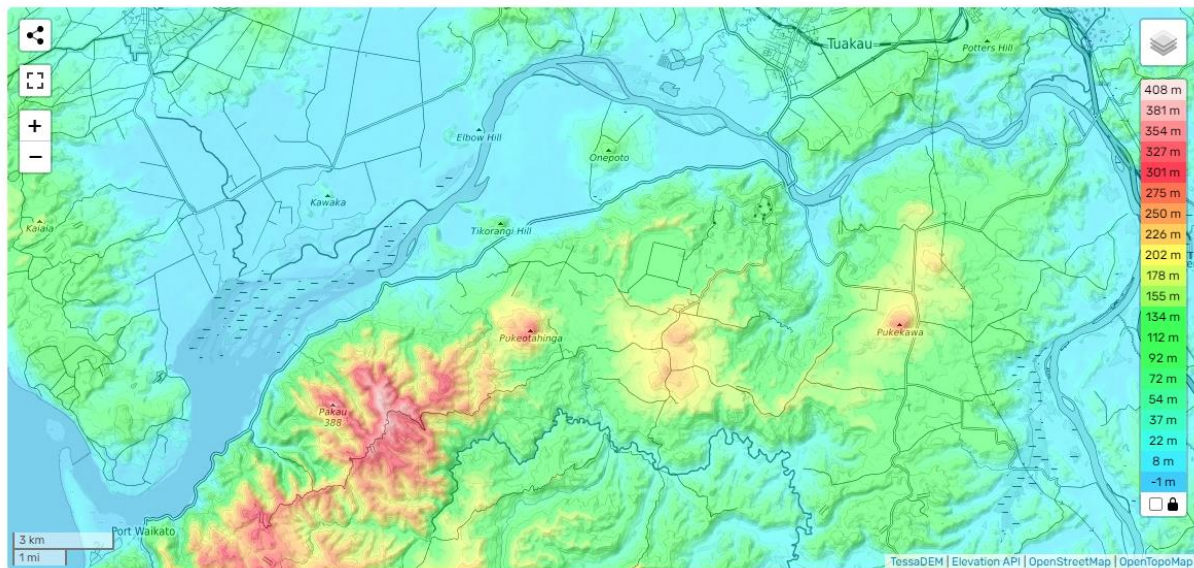 Tuakau
Potters Hill
Elbow Hill
Onepoto
Kawaka
Kaiaia
Tikorangi Hill
Pukekawa
Pukeotahinga
Pakau
388
Port Waikato
+
−
408 m
381 m
354 m
327 m
301 m
275 m
250 m
226 m
202 m
178 m
155 m
134 m
112 m
92 m
72 m
54 m
37 m
22 m
8 m
-1 m
3 km
1 mi
TessaDEM | Elevation API | OpenStreetMap | OpenTopoMap